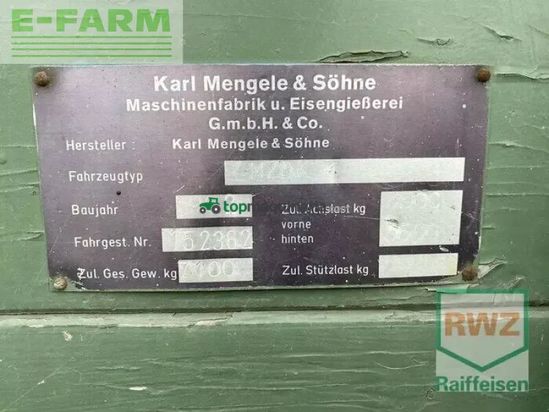 E-FARM
Karl Mengele & Söhne
Maschinenfabrik u. Eisengießerei
G.m.b.H. & Co.
Hersteller : Karl Mengele & Söhne
Fahrzeugtyp
Baujahr
Zul. Achslast kg
vorne
Fahrgest. Nr. 152362
hinten
Zul. Ges. Gew. kg
Zul. Stützlast kg
RWZ
Raiffeisen